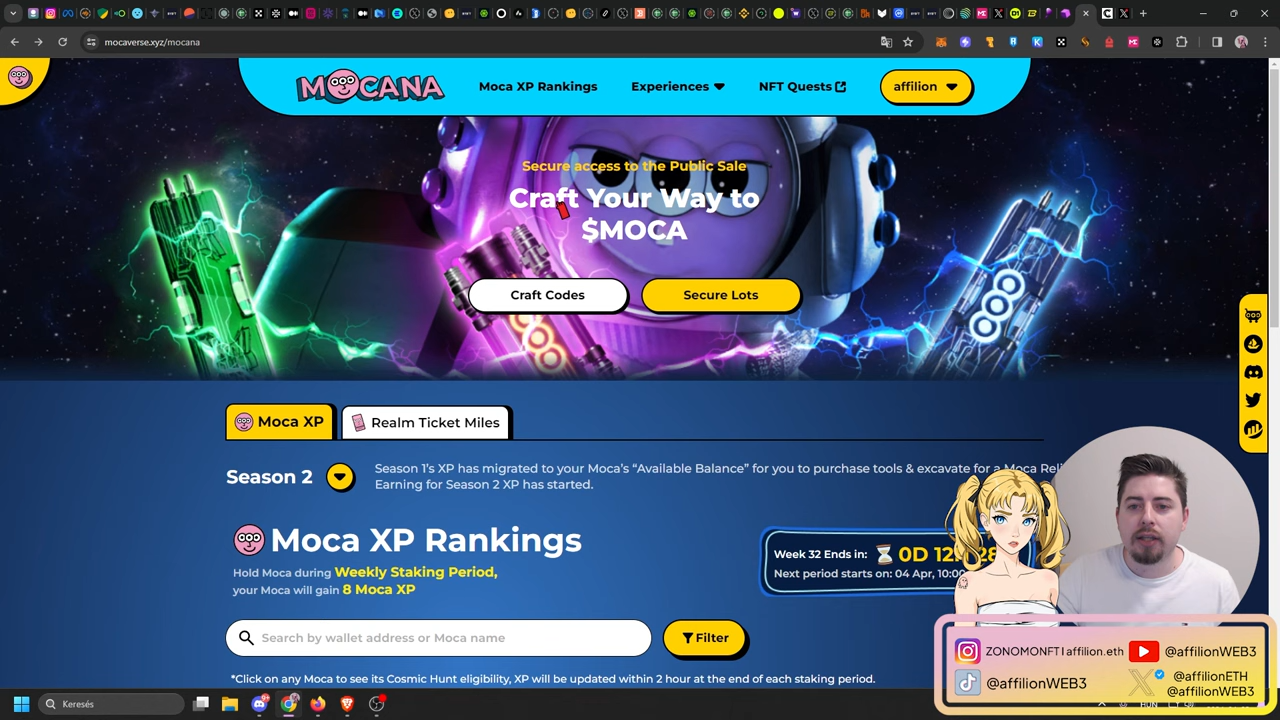 mocaverse.xyz/mocana
MOCANA
Moca XP Rankings
Experiences
NFT Quests
affilion
Secure access to the Public Sale
Craft Your Way to
$MOCA
Craft Codes
Secure Lots
Moca XP
Realm Ticket Miles
Season 2
Season 1's XP has migrated to your Moca's “Available Balance” for you to purchase tools & excavate for a Moca
Earning for Season 2 XP has started.
Moca XP Rankings
Hold Moca during Weekly Staking Period,
your Moca will gain 8 Moca XP
Week 32 Ends in:
0D
Next period starts on: 04 Apr,
Search by wallet address or Moca name
Filter
*Click on any Moca to see its Cosmic Hunt eligibility, XP will be updated within 2 hour at the end of each staking period.
ZONOMONFT | affilion.eth
@affilionWEB3
@affilionWEB3
@affilionETH
@affilionWEB3
Keresés
HUN